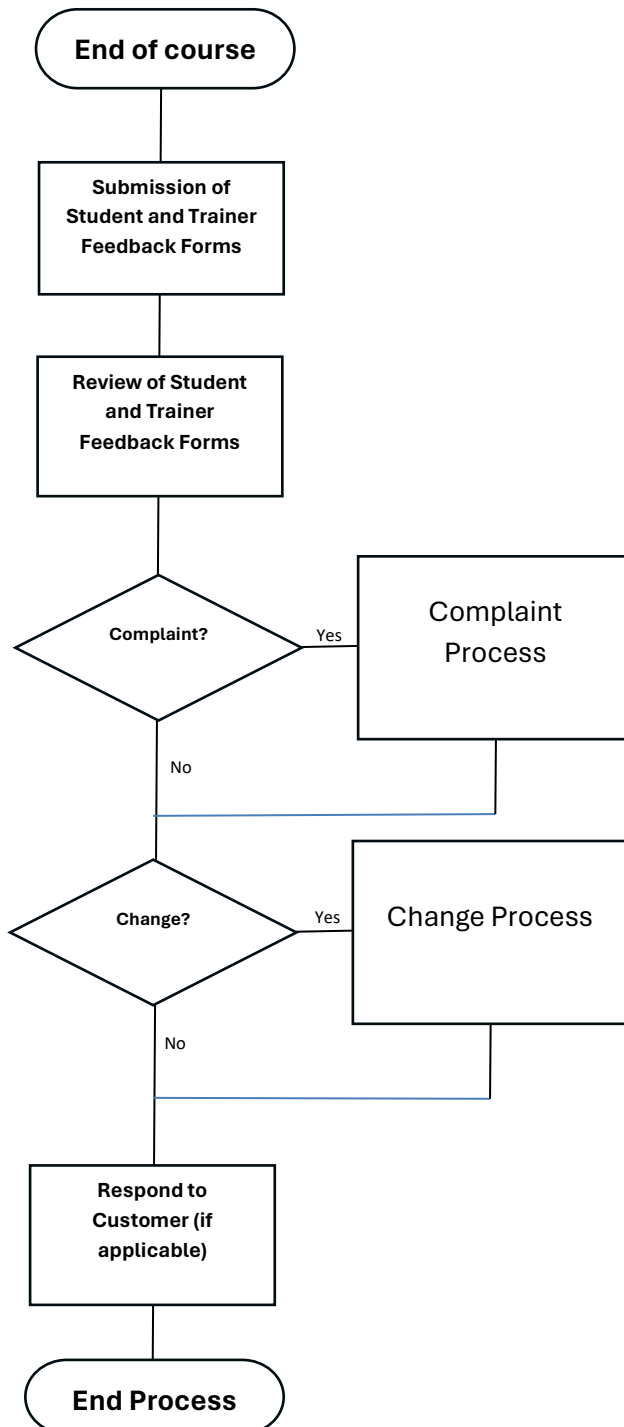 End of course
Submission of
Student and Trainer
Feedback Forms
Review of Student
and Trainer
Feedback Forms
Complaint?
Yes
Complaint
Process
No
Change?
Yes
Change Process
No
Respond to
Customer (if
applicable)
End Process